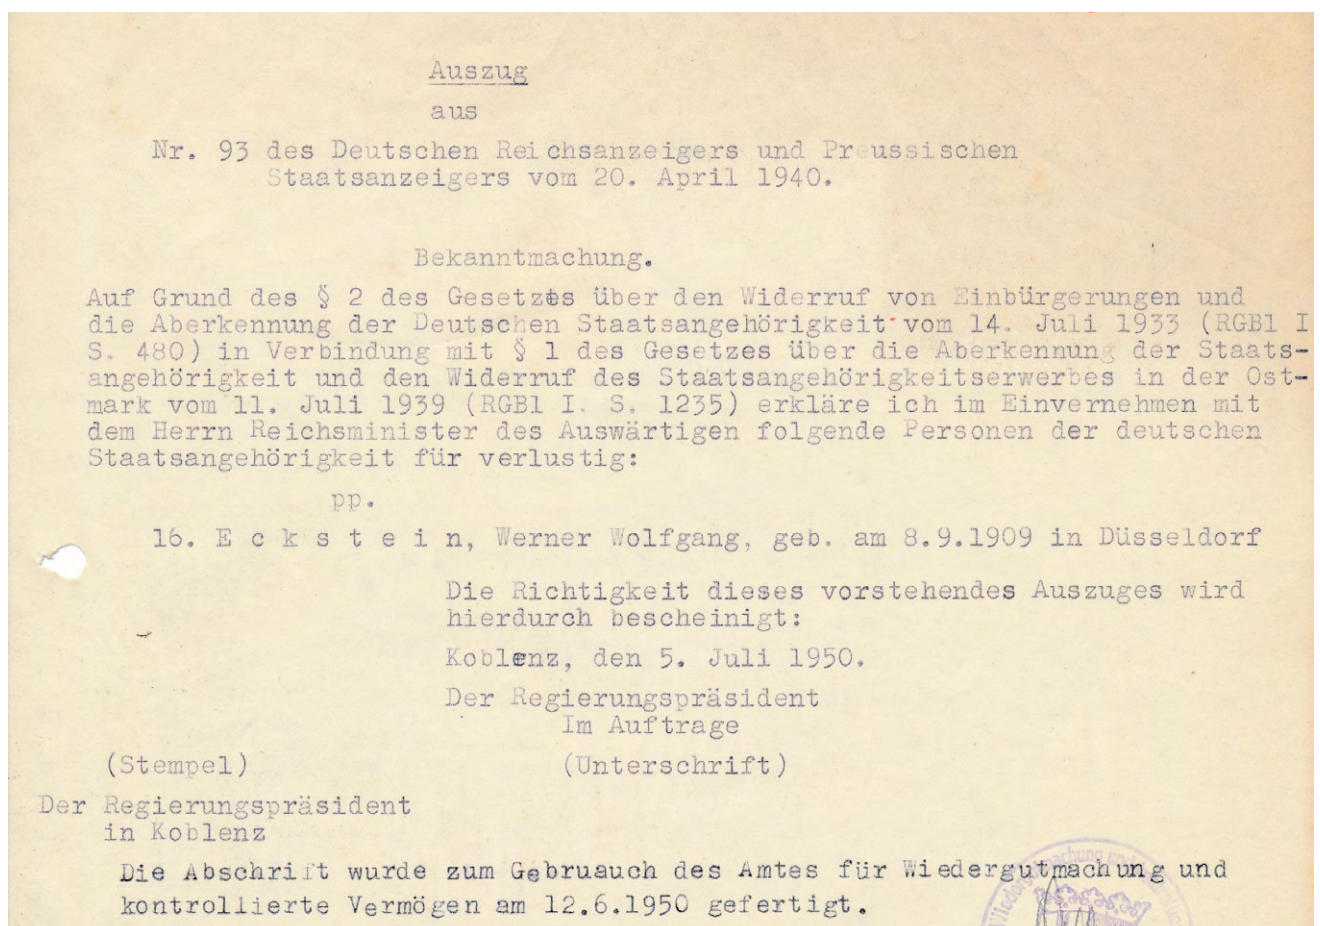 Auszug
aus
Nr. 93 des Deutschen Reichsanzeigers und Preussischen
Staatsanzeigers vom 20. April 1940.
Bekanntmachung.
Auf Grund des § 2 des Gesetzes über den Widerruf von Einbürgerungen und
die Aberkennung der Deutschen Staatsangehörigkeit vom 14. Juli 1933 (RGBl I
S. 480) in Verbindung mit § 1 des Gesetzes über die Aberkennung der Staats-
angehörigkeit und den Widerruf des Staatsangehörigkeitserwerbes in der Ost-
mark vom 11. Juli 1939 (RGBl I. S. 1235) erkläre ich im Einvernehmen mit
dem Herrn Reichsminister des Auswärtigen folgende Personen der deutschen
Staatsangehörigkeit für verlustig:
pp.
16. E c k s t e i n, Werner Wolfgang, geb. am 8.9.1909 in Düsseldorf
Die Richtigkeit dieses vorstehendes Auszuges wird
hierdurch bescheinigt:
Koblenz, den 5. Juli 1950.
Der Regierungspräsident
Im Auftrage
(Stempel) (Unterschrift)
Der Regierungspräsident
in Koblenz
Die Abschrift wurde zum Gebruauch des Amtes für Wiedergutmachung und
kontrollierte Vermögen am 12.6.1950 gefertigt.